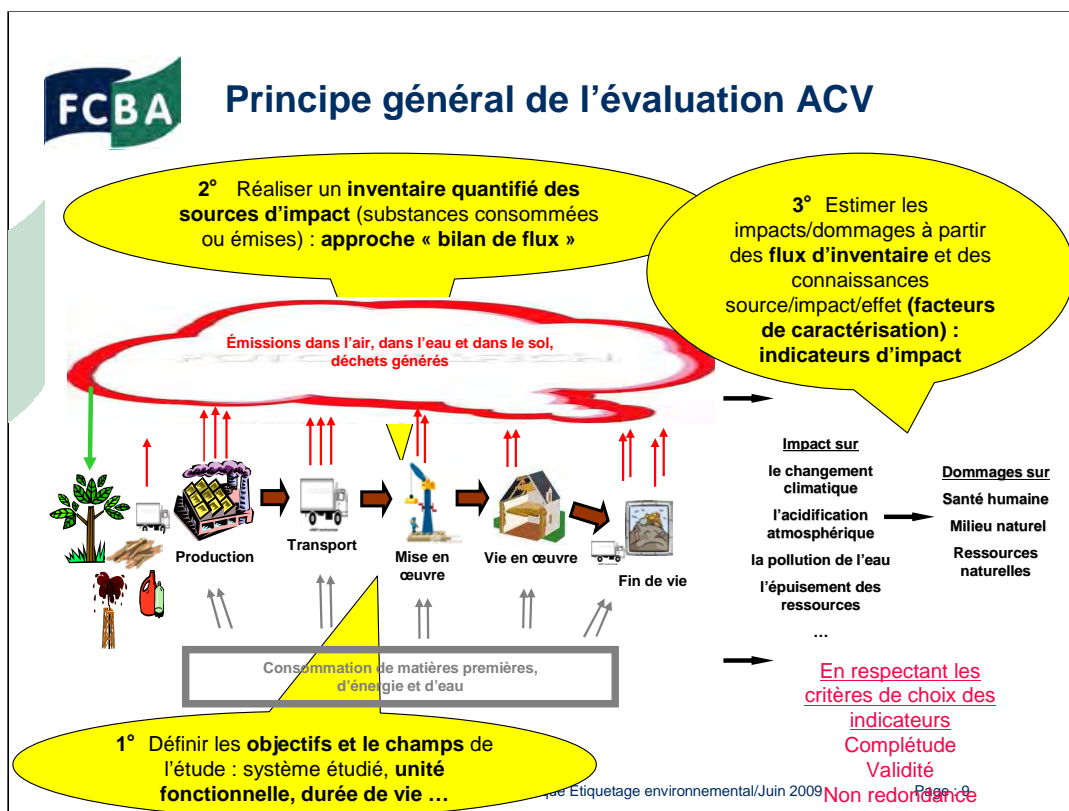 FCBA
Principe général de l'évaluation ACV
2° Réaliser un inventaire quantifié des
sources d'impact (substances consommées
ou émises) : approche « bilan de flux »
3° Estimer les
impacts/dommages à partir
des flux d'inventaire et des
connaissances
source/impact/effet (facteurs
de caractérisation) :
indicateurs d'impact
Émissions dans l'air, dans l'eau et dans le sol,
déchets générés
Production
Transport
Mise en
œuvre
Vie en œuvre
Fin de vie
Impact sur
le changement
climatique
l'acidification
atmosphérique
la pollution de l'eau
l'épuisement des
ressources
…
Dommages sur
Santé humaine
Milieu naturel
Ressources
naturelles
Consommation de matières premières,
d'énergie et d'eau
En respectant les
critères de choix des
indicateurs
Complétude
Validité
Non redondance
1° Définir les objectifs et le champs de
l'étude : système étudié, unité
fonctionnelle, durée de vie …
que Etiquetage environnemental/Juin 2009
Page : 9